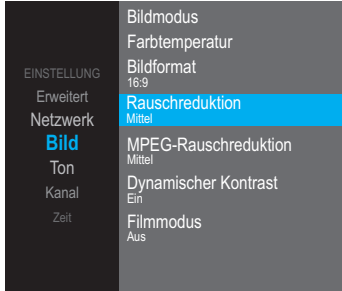 EINSTELLUNG
Erweitert
Netzwerk
Bild
Ton
Kanal
Zeit
Bildmodus
Farbtemperatur
Bildformat
16:9
Rauschreduktion
Mittel
MPEG-Rauschreduktion
Mittel
Dynamischer Kontrast
Ein
Filmmodus
Aus